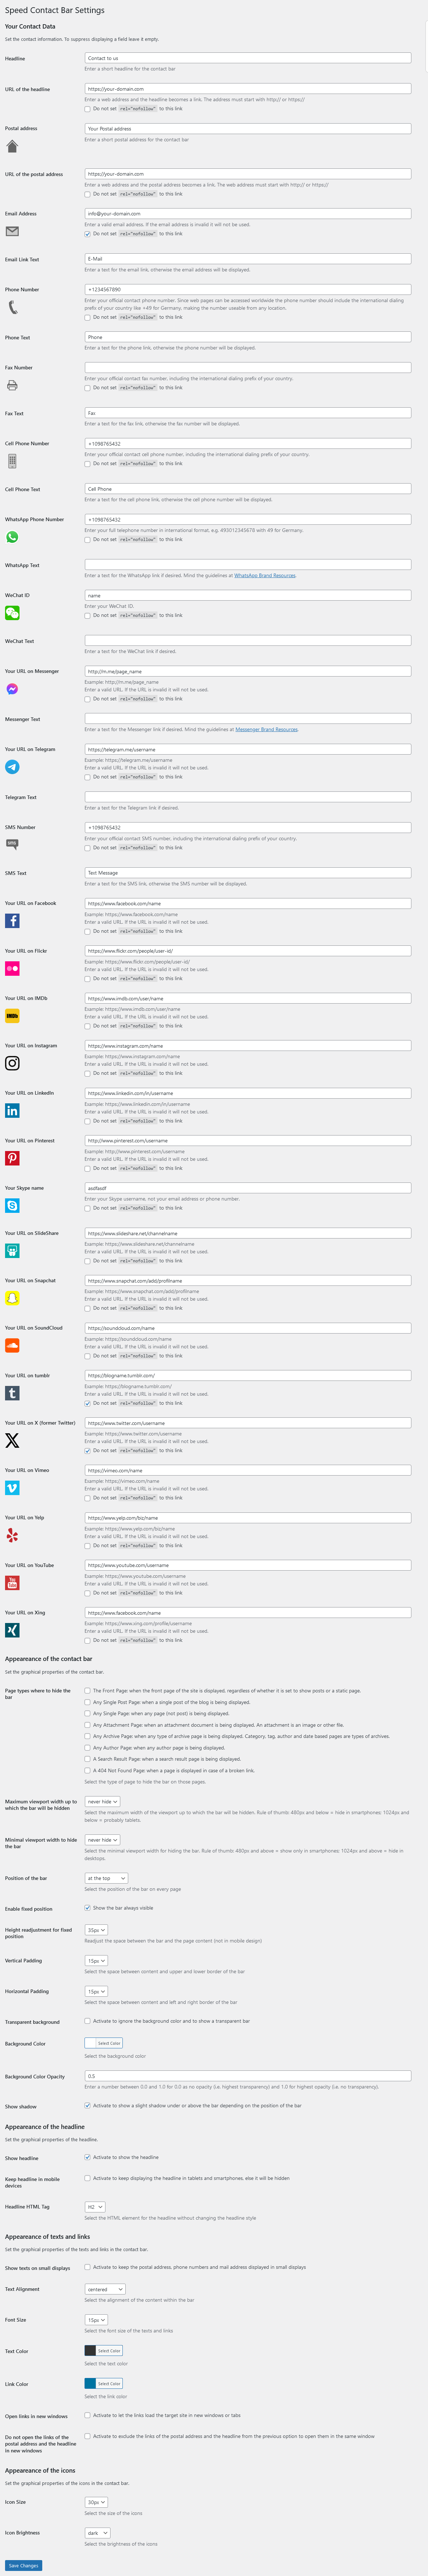 Speed Contact Bar Settings
Your Contact Data
Set the contact information. To suppress displaying a field leave it empty.
Headline
Contact to us
Enter a short headline for the contact bar
URL of the headline
https://your-domain.com
Enter a web address and the headline becomes a link. The address must start with http:// or https://
Do not set rel="nofollow" to this link
Postal address
Your Postal address
Enter a short postal address for the contact bar
URL of the postal address
https://your-domain.com
Enter a web address and the postal address becomes a link. The web address must start with http:// or https://
Do not set rel="nofollow" to this link
Email Address
info@your-domain.com
Enter a valid email address. If the email address is invalid it will not be used.
Do not set rel="nofollow" to this link
Email Link Text
E-Mail
Enter a text for the email link, otherwise the email address will be displayed.
Phone Number
+1234567890
Enter your official contact phone number. Since web pages can be accessed worldwide the phone number should include the international dialing
prefix of your country like +49 for Germany, making the number useable from any location.
Do not set rel="nofollow" to this link
Phone Text
Phone
Enter a text for the phone link, otherwise the phone number will be displayed.
Fax Number
Enter your official contact fax number, including the international dialing prefix of your country.
Do not set rel="nofollow" to this link
Fax Text
Fac
Enter a text for the fax link, otherwise the fax number will be displayed.
Cell Phone Number
+1098765432
Enter your official contact cell phone number, including the international dialing prefix of your country.
Do not set rel="nofollow" to this link
Cell Phone Text
Cell Phone
Enter a text for the cell phone link, otherwise the cell phone number will be displayed.
WhatsApp Phone Number
+1098765432
Enter your full telephone number in international format, e.g. 493012345678 with 49 for Germany.
Do not set rel="nofollow" to this link
WhatsApp Text
Enter a text for the WhatsApp link if desired. Mind the guidelines at WhatsApp Brand Resources.
WeChat ID
name
Enter your WeChat ID.
Do not set rel="nofollow" to this link
WeChat Text
Enter a text for the WeChat link if desired.
Your URL on Messenger
http://m.me/page_name
Example: http://m.me/page_name
Enter a valid URL. If the URL is invalid it will not be used.
Do not set rel="nofollow" to this link
Messenger Text
Enter a text for the Messenger link if desired. Mind the guidelines at Messenger Brand Resources.
Your URL on Telegram
https://telegram.me/username
Example: https://telegram.me/username
Enter a valid URL. If the URL is invalid it will not be used.
Do not set rel="nofollow" to this link
Telegram Text
Enter a text for the Telegram link if desired.
SMS Number
+1098765432
SMS
Enter your official contact SMS number, including the international dialing prefix of your country.
Do not set rel="nofollow" to this link
SMS Text
Text Message
Enter a text for the SMS link, otherwise the SMS number will be displayed.
Your URL on Facebook
https://www.facebook.com/name
Example: https://www.facebook.com/name
Enter a valid URL. If the URL is invalid it will not be used.
Do not set rel="nofollow" to this link
Your URL on Flickr
https://www.flickr.com/people/user-id/
Example: https://www.flickr.com/people/user-id/
Enter a valid URL. If the URL is invalid it will not be used.
Do not set rel="nofollow" to this link
Your URL on IMDb
https://www.imdb.com/user/name
IMDb
Example: https://www.imdb.com/user/name
Enter a valid URL. If the URL is invalid it will not be used.
Do not set rel="nofollow" to this link
Your URL on Instagram
https://www.instagram.com/name
Example: https://www.instagram.com/name
Enter a valid URL. If the URL is invalid it will not be used.
Do not set rel="nofollow" to this link
Your URL on LinkedIn
https://www.linkedin.com/in/username
Example: https://www.linkedin.com/in/username
Enter a valid URL. If the URL is invalid it will not be used.
Do not set rel="nofollow" to this link
Your URL on Pinterest
http://www.pinterest.com/username
Example: http://www.pinterest.com/username
Enter a valid URL. If the URL is invalid it will not be used.
Do not set rel="nofollow" to this link
Your Skype name
asdfasdf
Enter your Skype username, not your email address or phone number.
Do not set rel="nofollow" to this link
Your URL on SlideShare
https://www.slideshare.net/channelname
Example: https://www.slideshare.net/channelname
Enter a valid URL. If the URL is invalid it will not be used.
Do not set rel="nofollow" to this link
Your URL on Snapchat
https://www.snapchat.com/add/profilname
Example: https://www.snapchat.com/add/profilname
Enter a valid URL. If the URL is invalid it will not be used.
Do not set rel="nofollow" to this link
Your URL on SoundCloud
https://soundcloud.com/name
Example: https://soundcloud.com/name
Enter a valid URL. If the URL is invalid it will not be used.
Do not set rel="nofollow" to this link
Your URL on tumblr
https://blogname.tumblr.com/
Example: https://blogname.tumblr.com/
Enter a valid URL. If the URL is invalid it will not be used.
Do not set rel="nofollow" to this link
Your URL on X (former Twitter)
https://www.twitter.com/username
Example: https://www.twitter.com/username
Enter a valid URL. If the URL is invalid it will not be used.
Do not set rel="nofollow" to this link
Your URL on Vimeo
https://vimeo.com/name
Example: https://vimeo.com/name
Enter a valid URL. If the URL is invalid it will not be used.
Do not set rel="nofollow" to this link
Your URL on Yelp
https://www.yelp.com/biz/name
Example: https://www.yelp.com/biz/name
Enter a valid URL. If the URL is invalid it will not be used.
Do not set rel="nofollow" to this link
Your URL on YouTube
https://www.youtube.com/username
Example: https://www.youtube.com/username
Enter a valid URL. If the URL is invalid it will not be used.
Do not set rel="nofollow" to this link
Your URL on Xing
https://www.facebook.com/name
Example: https://www.xing.com/profile/username
Enter a valid URL. If the URL is invalid it will not be used.
Do not set rel="nofollow" to this link
Appearance of the contact bar
Set the graphical properties of the contact bar.
Page types where to hide the
bar
The Front Page: when the front page of the site is displayed, regardless of whether it is set to show posts or a static page.
Any Single Post Page: when a single post of the blog is being displayed.
Any Single Page: when any page (not post) is being displayed.
Any Attachment Page: when an attachment document is being displayed. An attachment is an image or other file.
Any Archive Page: when any type of archive page is being displayed. Category, tag, author and date based pages are types of archives.
Any Author Page: when any author page is being displayed.
A Search Result Page: when a search result page is being displayed.
A 404 Not Found Page: when a page is displayed in case of a broken link.
Select the type of page to hide the bar on those pages.
Maximum viewport width up to
which the bar will be hidden
never hide
Select the maximum width of the viewport up to which the bar will be hidden. Rule of thumb: 480px and below = hide in smartphones; 1024px and
below = probably tablets.
Minimal viewport width to hide
the bar
never hide
Select the minimal viewport width for hiding the bar. Rule of thumb: 480px and above = show only in smartphones; 1024px and above = hide in
desktops.
Position of the bar
at the top
Select the position of the bar on every page
Enable fixed position
Show the bar always visible
Height readjustment for fixed
position
35px
Readjust the space between the bar and the page content (not in mobile design)
Vertical Padding
15px
Select the space between content and upper and lower border of the bar
Horizontal Padding
15px
Select the space between content and left and right border of the bar
Transparent background
Activate to ignore the background color and to show a transparent bar
Background Color
Select Color
Select the background color
Background Color Opacity
0.5
Enter a number between 0.0 and 1.0 for 0.0 as no opacity (i.e. highest transparency) and 1.0 for highest opacity (i.e. no transparency).
Show shadow
Activate to show a slight shadow under or above the bar depending on the position of the bar
Appearance of the headline
Set the graphical properties of the headline.
Show headline
Activate to show the headline
Keep headline in mobile
devices
Activate to keep displaying the headline in tablets and smartphones, else it will be hidden
Headline HTML Tag
H2
Select the HTML element for the headline without changing the headline style
Appearance of texts and links
Set the graphical properties of the texts and links in the contact bar.
Show texts on small displays
Activate to keep the postal address, phone numbers and mail address displayed in small displays
Text Alignment
centered
Select the alignment of the content within the bar
Font Size
15px
Select the font size of the texts and links
Text Color
Select Color
Select the text color
Link Color
Select Color
Select the link color
Open links in new windows
Activate to let the links load the target site in new windows or tabs
Do not open the links of the
postal address and the headline
in new windows
Activate to exclude the links of the postal address and the headline from the previous option to open them in the same window
Appearance of the icons
Set the graphical properties of the icons in the contact bar.
Icon Size
30px
Select the size of the icons
Icon Brightness
dark
Select the brightness of the icons
Save Changes